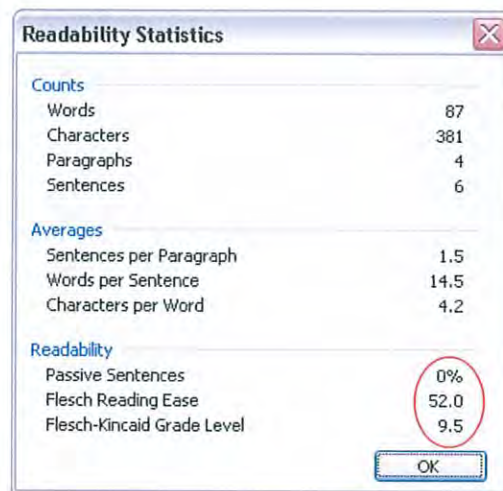 Readability Statistics
Counts
Words 87
Characters 381
Paragraphs 4
Sentences 6
Averages
Sentences per Paragraph 1.5
Words per Sentence 14.5
Characters per Word 4.2
Readability
Passive Sentences 0%
Flesch Reading Ease 52.0
Flesch-Kincaid Grade Level 9.5
OK